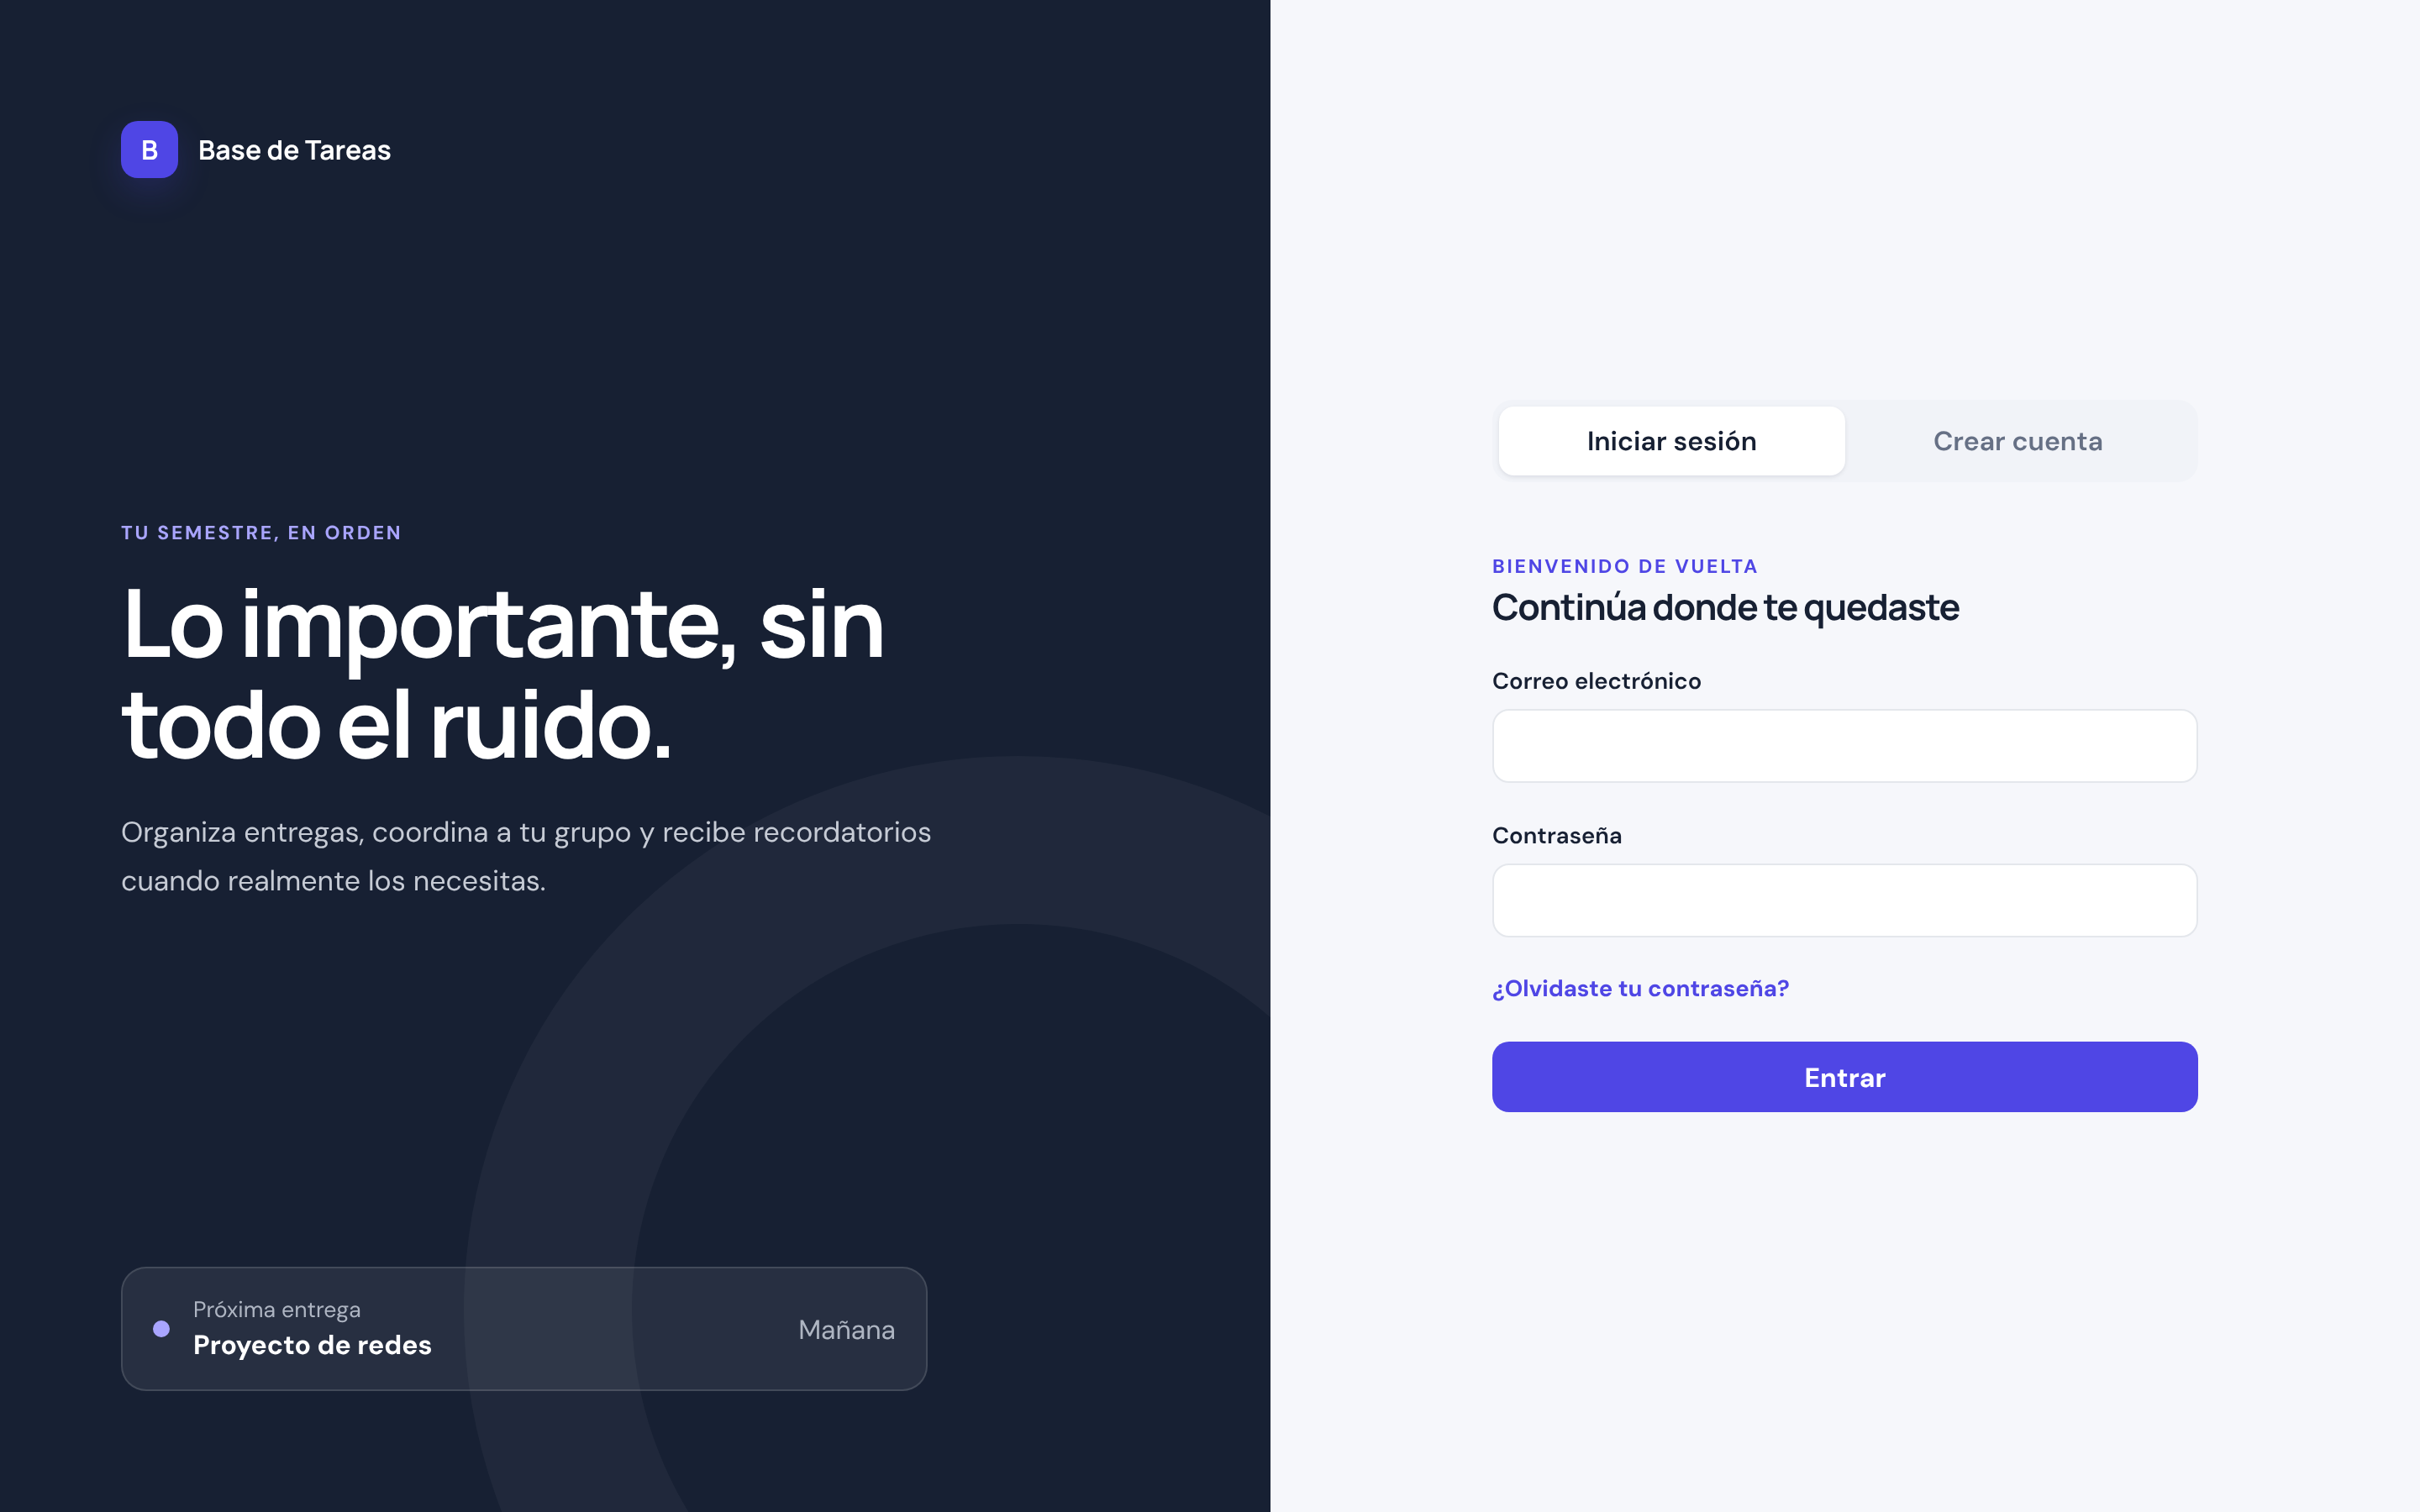 B
Base de Tareas
TU SEMESTRE, EN ORDEN
Lo importante, sin
todo el ruido.
Organiza entregas, coordina a tu grupo y recibe recordatorios
cuando realmente los necesitas.
Próxima entrega
Proyecto de redes
Mañana
Iniciar sesión
Crear cuenta
BIENVENIDO DE VUELTA
Continúa donde te quedaste
Correo electrónico
Contraseña
¿Olvidaste tu contraseña?
Entrar